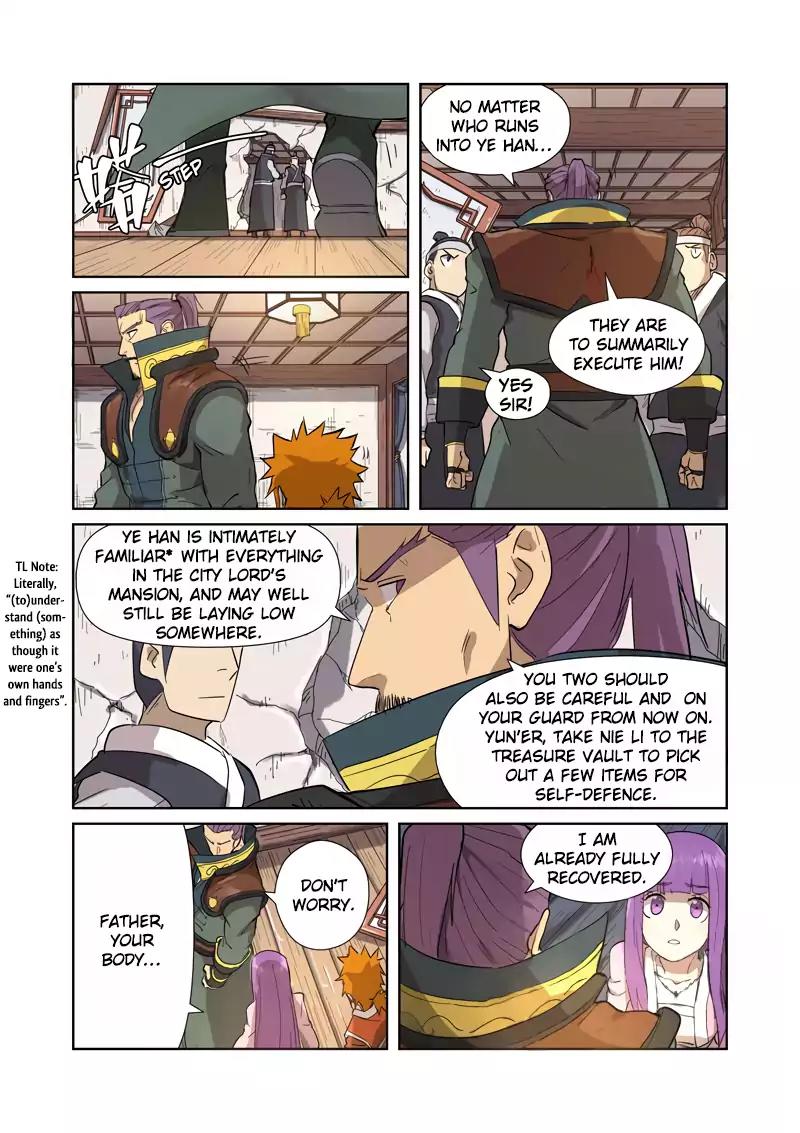 嗒
STEP
NO MATTER
WHO RUNS
INTO YE HAN...
THEY ARE
TO SUMMARILY
EXECUTE HIM!
YES
SIR!
YE HAN IS INTIMATELY
FAMILIAR* WITH EVERYTHING
IN THE CITY LORD'S
MANSION, AND MAY WELL
STILL BE LAYING LOW
SOMEWHERE.
TL Note:
Literally,
"(to)under-
stand (som-
ething) as
though it
were one's
own hands
and fingers".
YOU TWO SHOULD
ALSO BE CAREFUL AND ON
YOUR GUARD FROM NOW ON.
YUN'ER, TAKE NIE LI TO THE
TREASURE VAULT TO PICK
OUT A FEW ITEMS FOR
SELF-DEFENCE.
FATHER,
YOUR
BODY...
DON'T
WORRY.
I AM
ALREADY FULLY
RECOVERED.